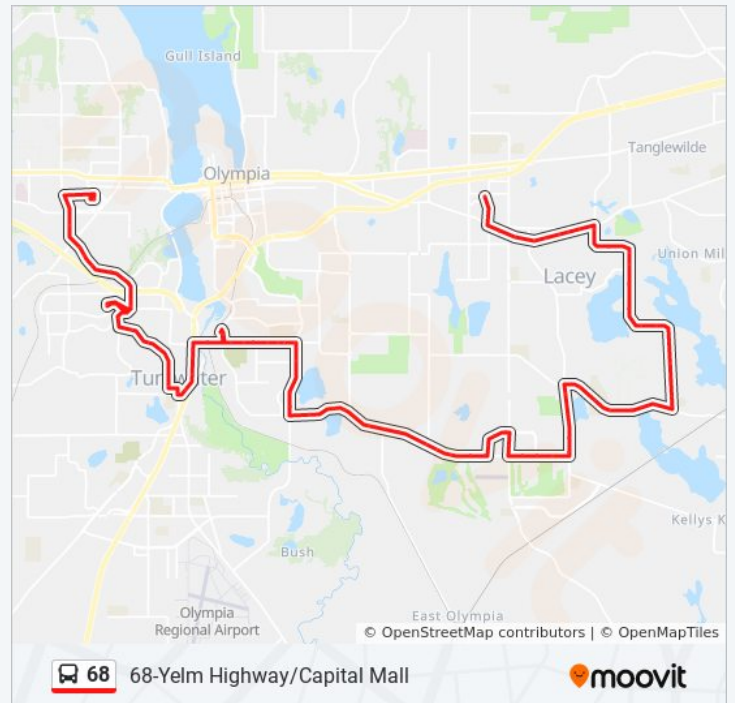 Gull Island
Olympia
Tanglewilde
Union Mil
Lacey
Tumwater
Kellys K
Bush
East Olympia
Olympia
Regional Airport
© OpenStreetMap contributors | © OpenMapTiles
68 68-Yelm Highway/Capital Mall moovit